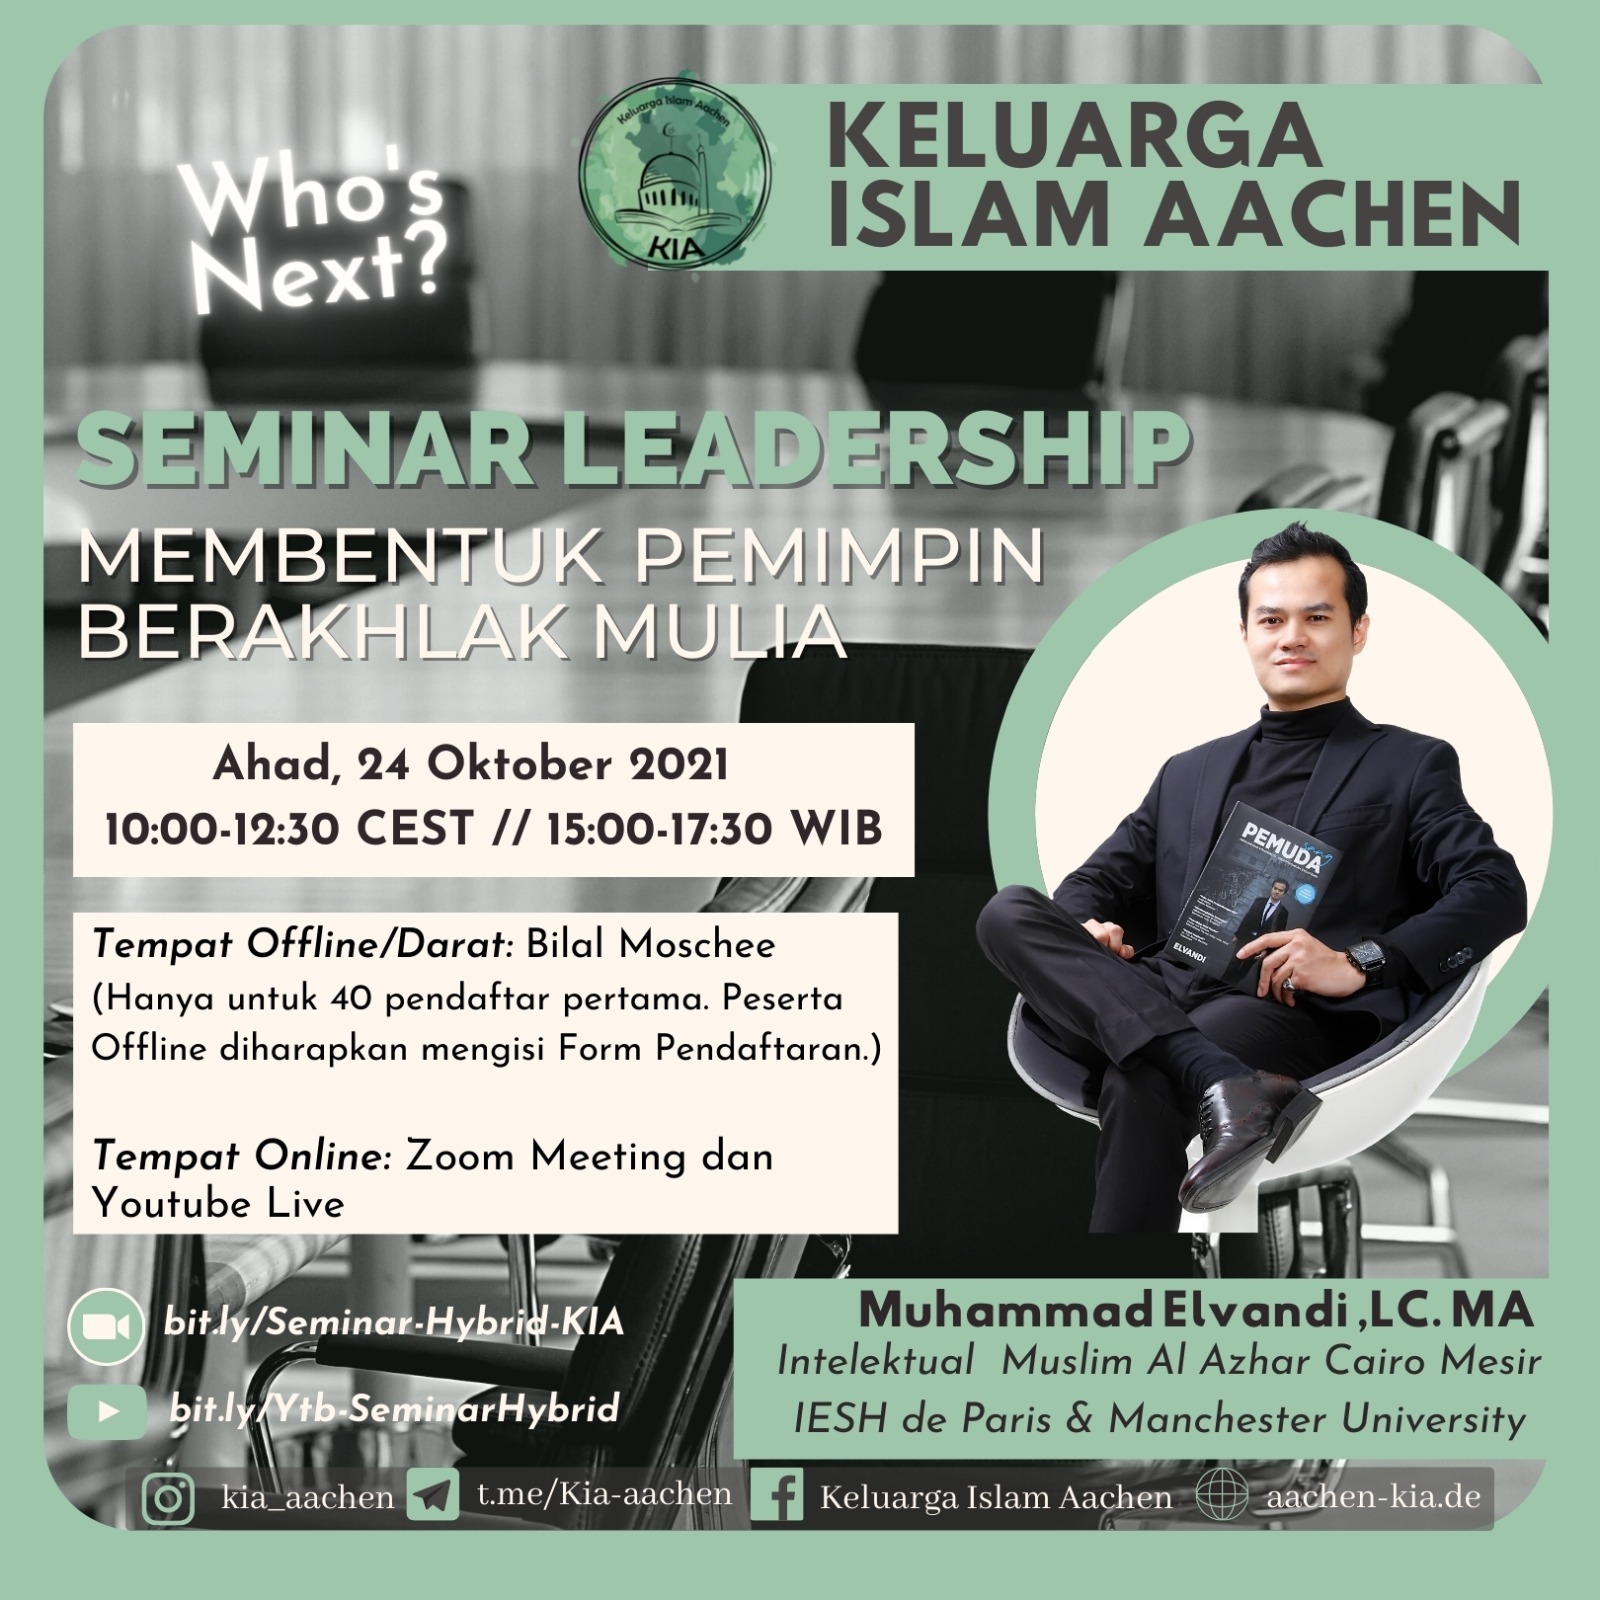 Who's
Next?
Keluarga Islam Aachen
KIA
KELUARGA
ISLAM AACHEN
SEMINAR LEADERSHIP
MEMBENTUK PEMIMPIN
BERAKHLAK MULIA
Ahad, 24 Oktober 2021
10:00-12:30 CEST // 15:00-17:30 WIB
Tempat Offline/Darat: Bilal Moschee
(Hanya untuk 40 pendaftar pertama. Peserta
Offline diharapkan mengisi Form Pendaftaran.)
Tempat Online: Zoom Meeting dan
Youtube Live
PEMUDA
sang
ELVANDI
bit.ly/Seminar-Hybrid-KIA
bit.ly/Ytb-SeminarHybrid
Muhammad Elvandi ,LC. MA
Intelektual Muslim Al Azhar Cairo Mesir
IESH de Paris & Manchester University
kia_aachen
t.me/Kia-aachen
Keluarga Islam Aachen
aachen-kia.de